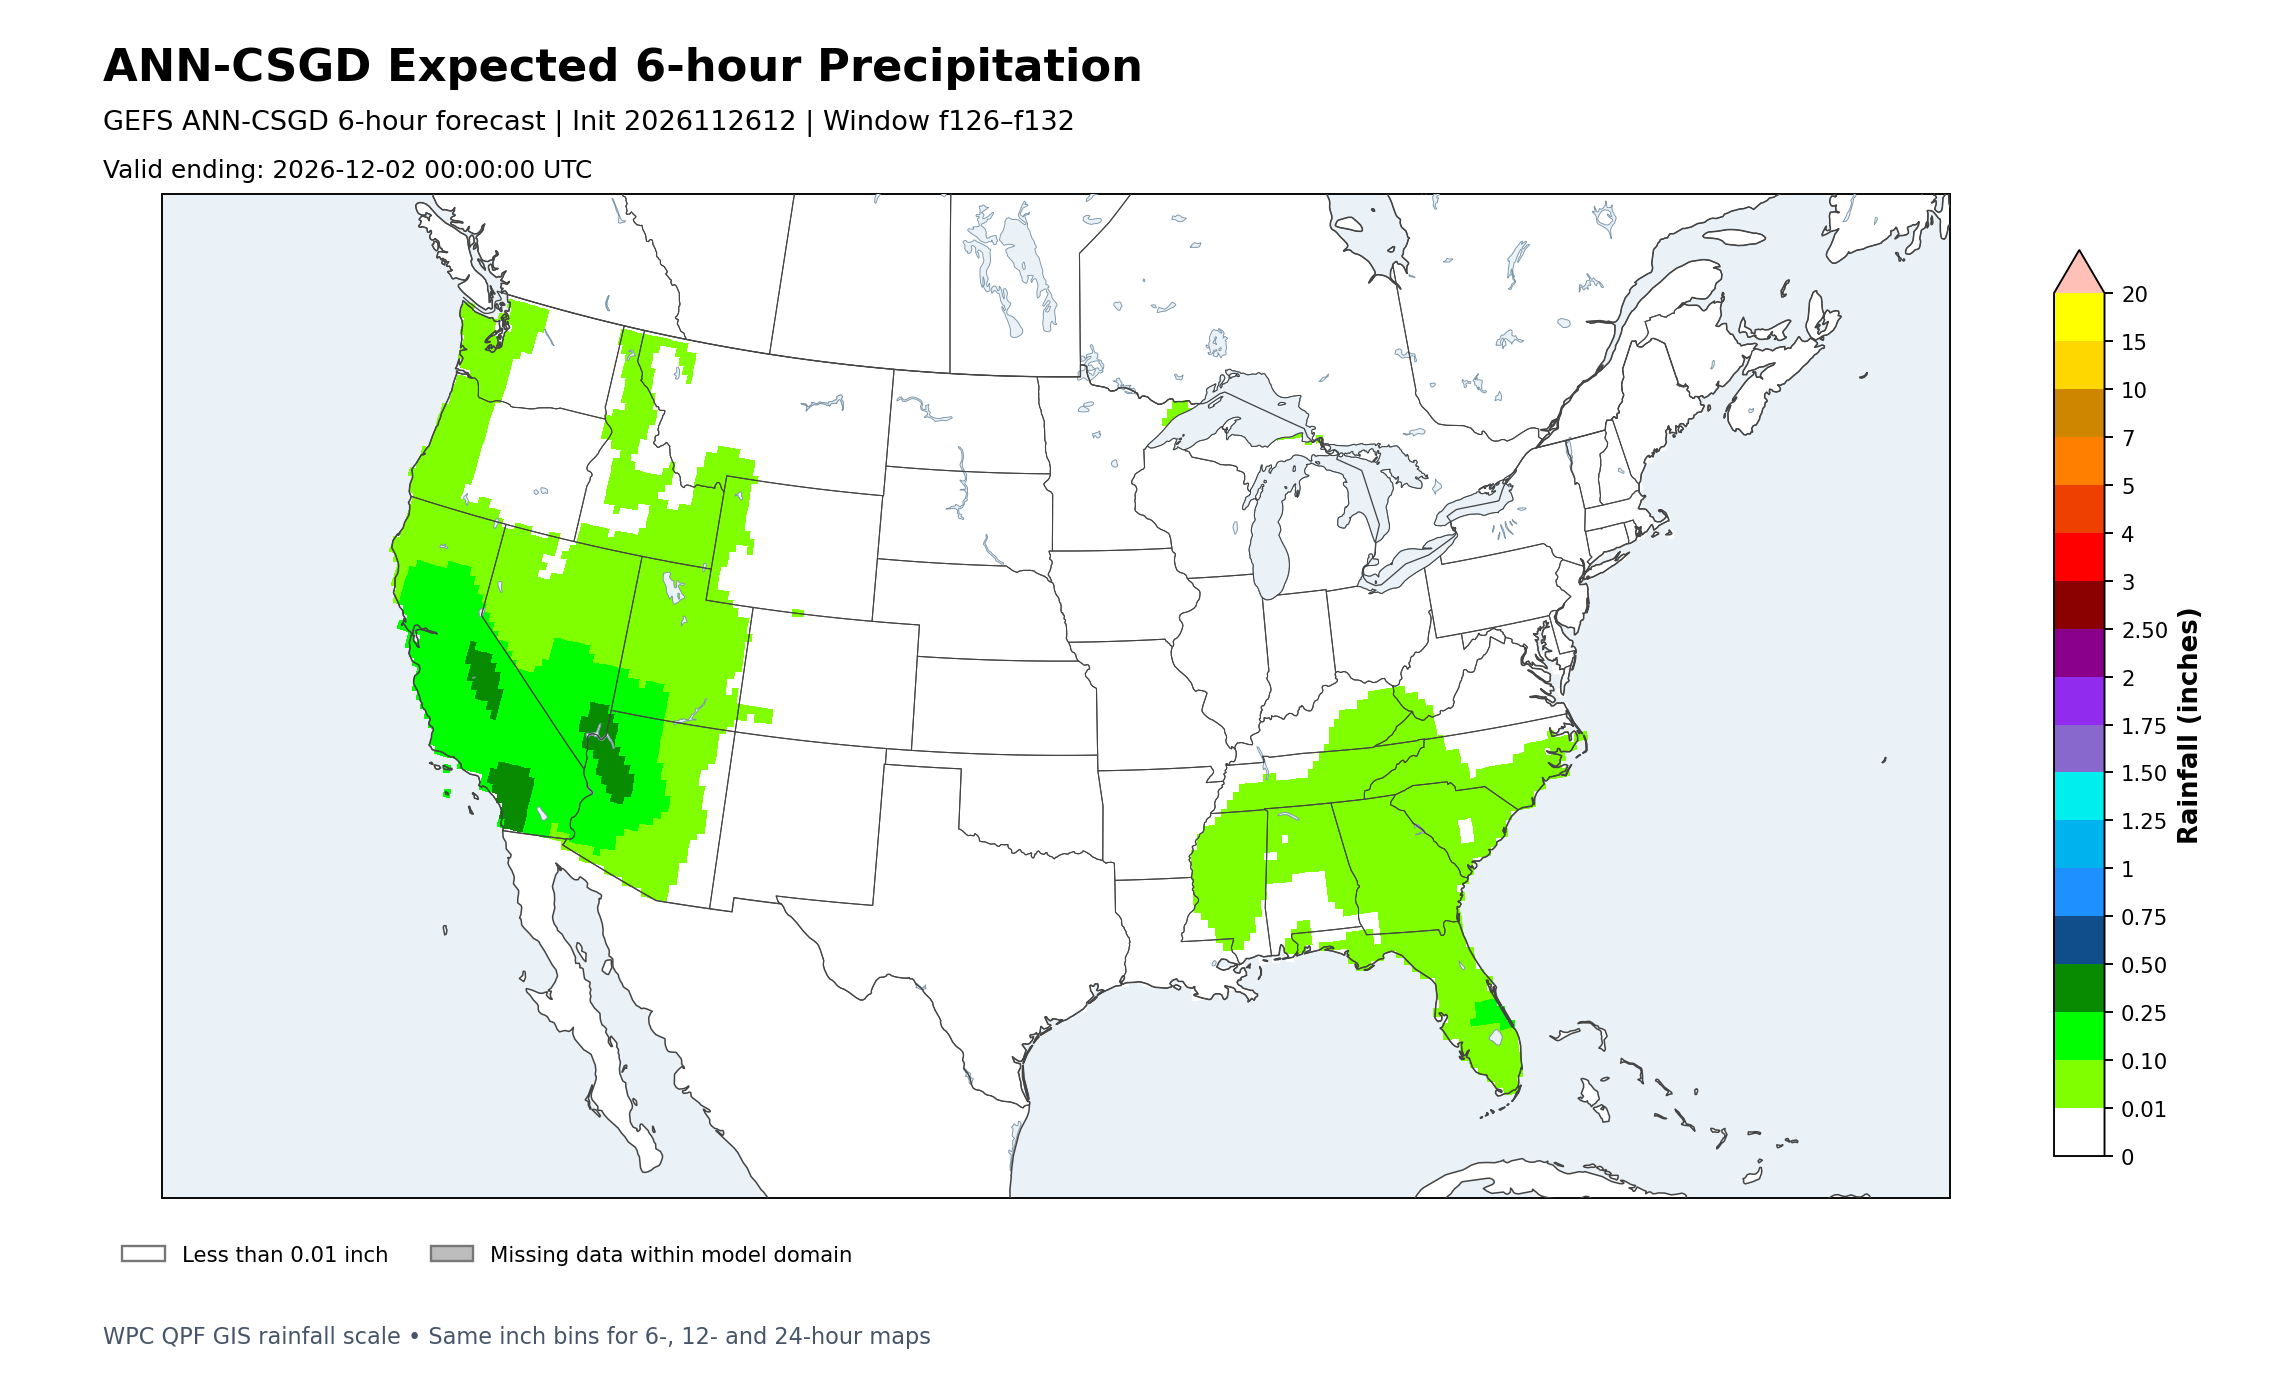 ANN-CSGD Expected 6-hour Precipitation
GEFS ANN-CSGD 6-hour forecast | Init 2026112612 | Window f126–f132
Valid ending: 2026-12-02 00:00:00 UTC
20
15
10
7
5
4
3
2.50
2
1.75
1.50
1.25
1
0.75
0.50
0.25
0.10
0.01
0
Rainfall (inches)
Less than 0.01 inch
Missing data within model domain
WPC QPF GIS rainfall scale • Same inch bins for 6-, 12- and 24-hour maps